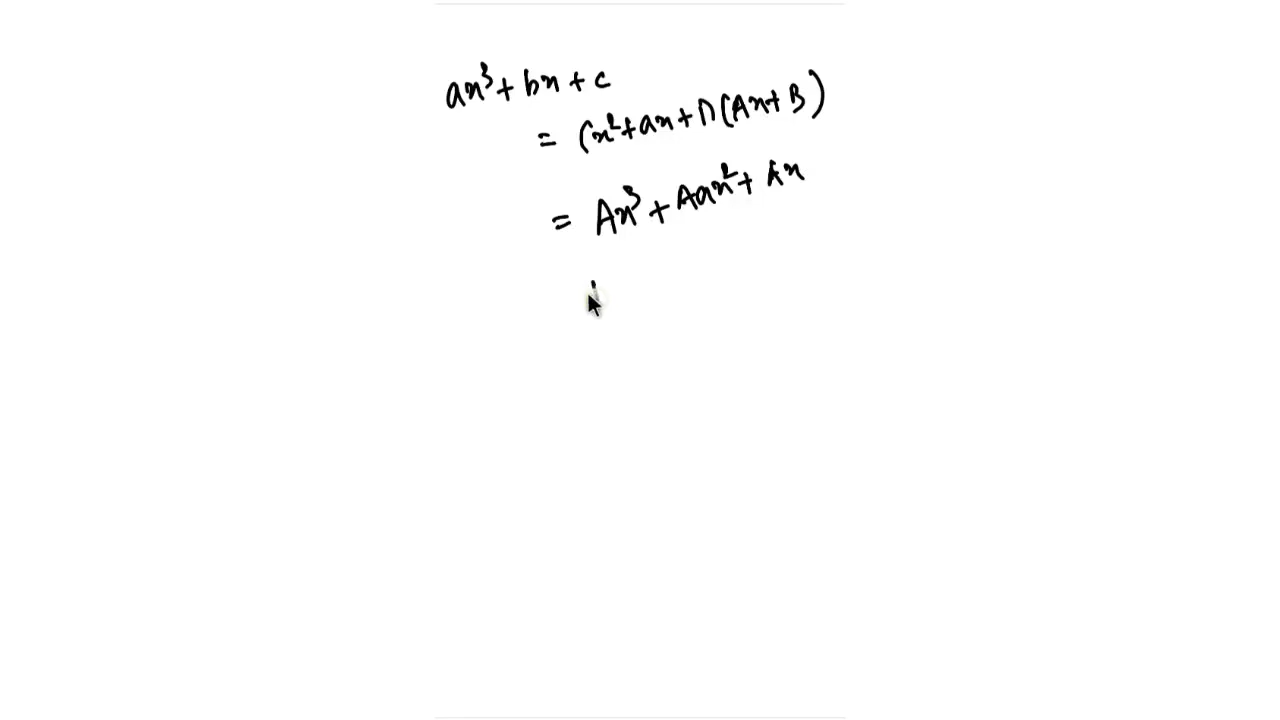 ax³ + bx + c
= (x² + ax + 1)(Ax + B)
= Ax³ + Aax² + Ax